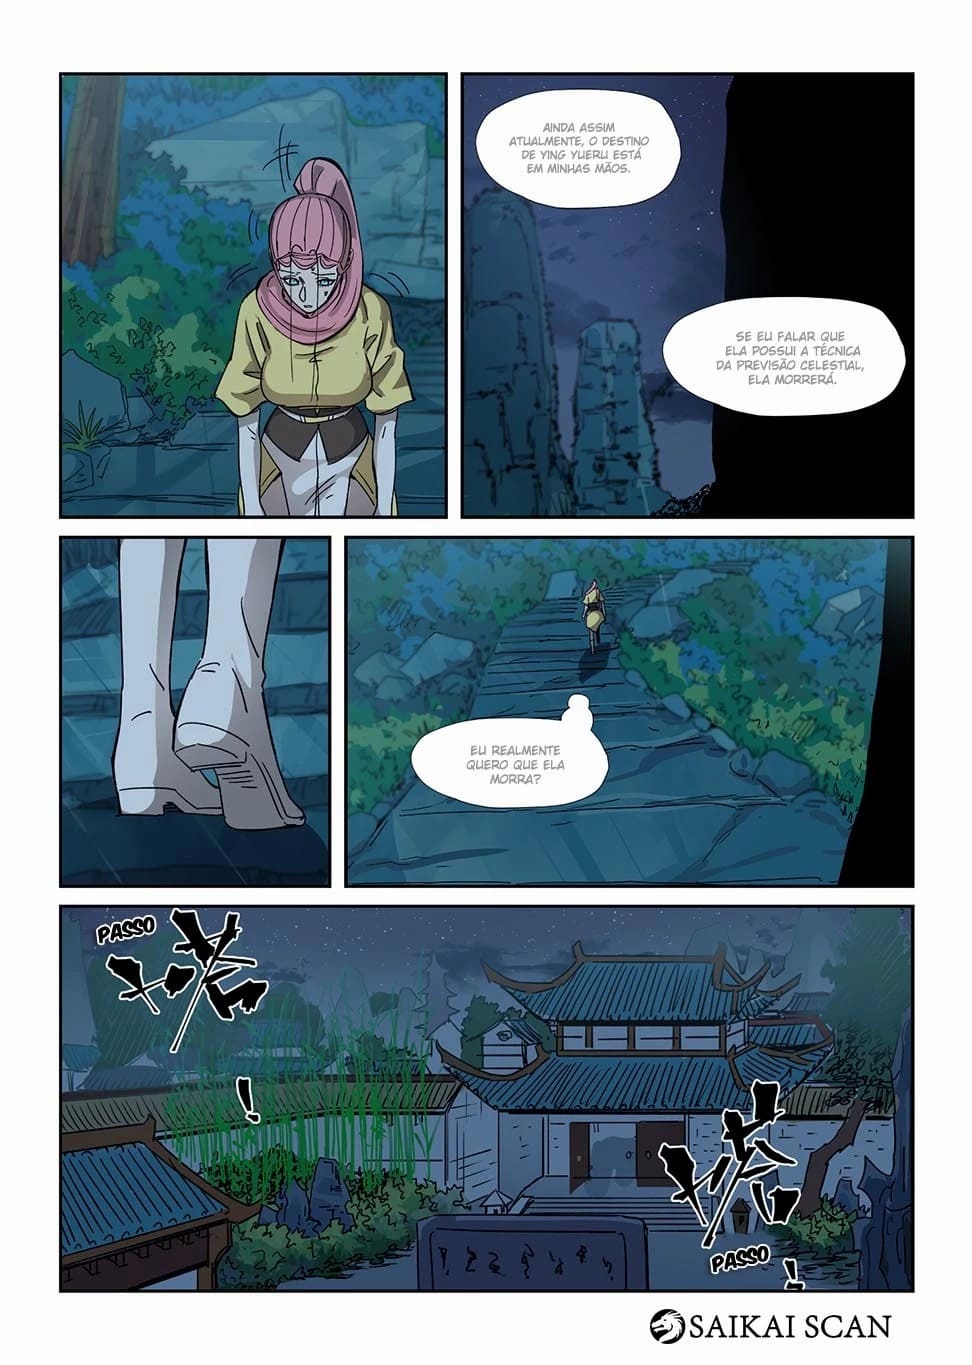 AINDA ASSIM
ATUALMENTE, O DESTINO
DE YING YUERU ESTÁ
EM MINHAS MÃOS.
SE EU FALAR QUE
ELA POSSUI A TÉCNICA
DA PREVISÃO CELESTIAL,
ELA MORRERÁ.
EU REALMENTE
QUERO QUE ELA
MORRA?
PASSO
PASSO
SAIKAI SCAN